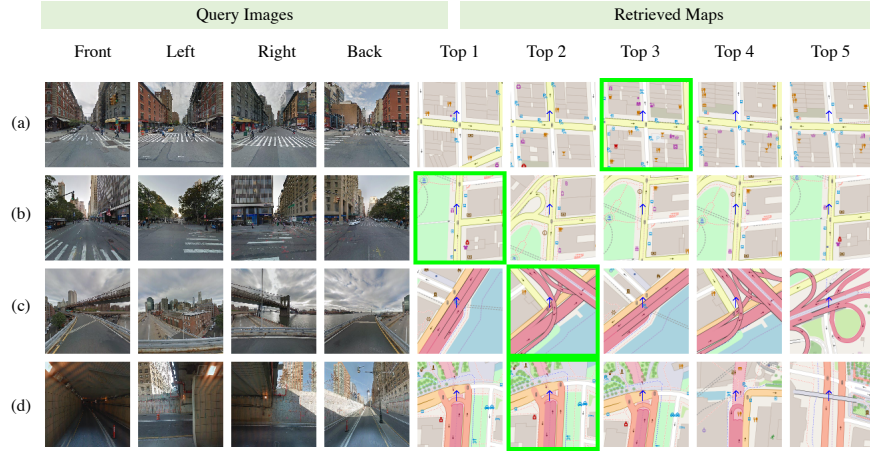 Query Images Retrieved Maps
Front Left Right Back Top 1 Top 2 Top 3 Top 4 Top 5
(a)
(b)
(c)
(d)